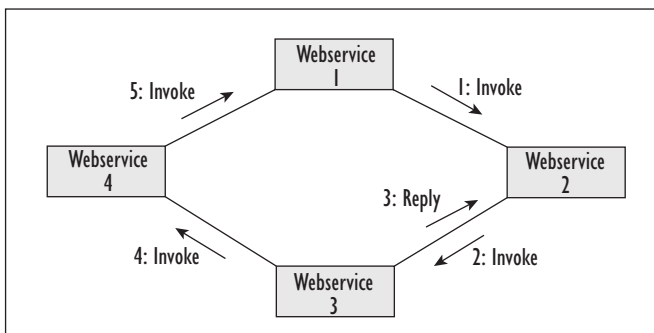 Webservice
1
5: Invoke
1: Invoke
Webservice
4
Webservice
2
3: Reply
4: Invoke
2: Invoke
Webservice
3